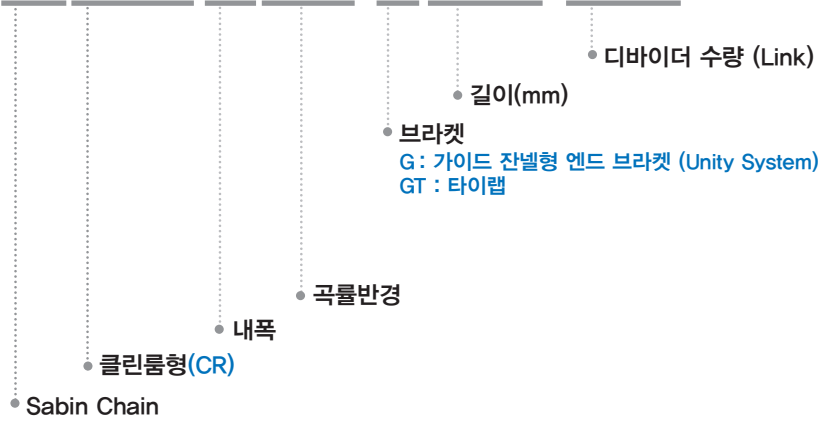 디바이더 수량 (Link)
길이(mm)
브라켓
G : 가이드 잔넬형 엔드 브라켓 (Unity System)
GT : 타이랩
곡률반경
내폭
클린룸형(CR)
Sabin Chain